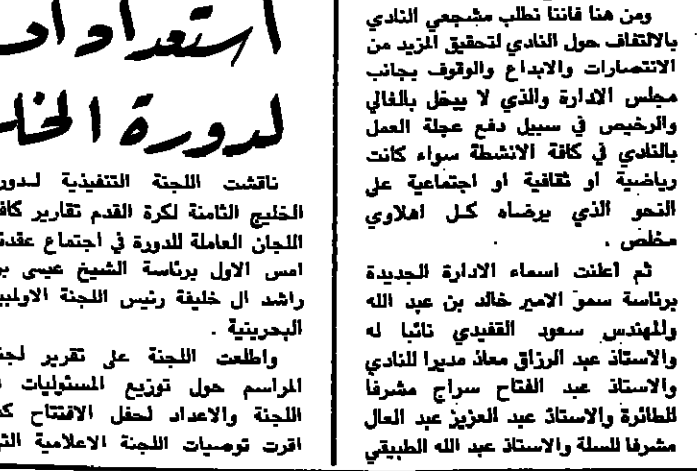 ومن هنا فاننا نطلب مشجعي النادي
بالالتفاف حول النادي لتحقيق المزيد من
الانتصارات والابداع والوقوف بجانب
مجلس الادارة والذي لا يبخل بالغالي
والرخيص في سبيل دفع عجلة العمل
بالنادي في كافة الانشطة سواء كانت
رياضية او ثقافية او اجتماعية على
النحو الذي يرضاه كل اهلاوي
مخلص .
ثم اعلنت اسماء الادارة الجديدة
برئاسة سمو الامير خالد بن عبد الله
والمهندس سعود القفيدي نائبا له
والاستاذ عبد الرزاق معاذ مديرا للنادي
والاستاذ عبد الفتاح سراج مشرفا
للطائرة والاستاذ عبد العزيز عبد العال
مشرفا للسلة والاستاذ عبد الله الطبيقي
استعداد
لدورة
ناقشت اللجنة التنفيذية لدور
الخليج الثامنة لكرة القدم تقارير كاف
اللجان العاملة للدورة في اجتماع عقدت
امس الاول برئاسة الشيخ عيسى بر
راشد ال خليفة رئيس اللجنة الاولمبي
البحرينية .
واطلعت اللجنة على تقرير لجن
المراسم حول توزيع المسئوليات
اللجنة والاعداد لحفل الافتتاح كم
اقرت توصيات اللجنة الاعلامية الت